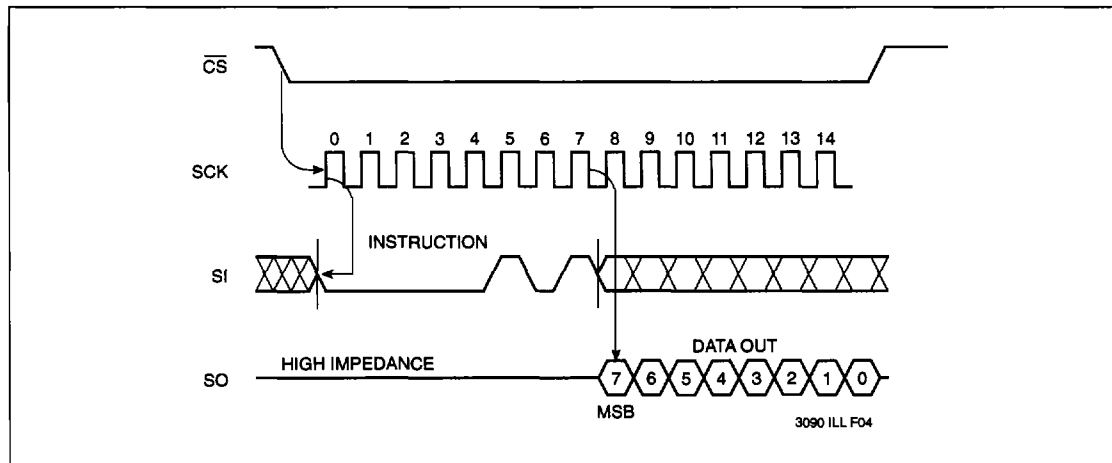 CS
0 1 2 3 4 5 6 7 8 9 10 11 12 13 14
SCK
INSTRUCTION
SI
DATA OUT
HIGH IMPEDANCE
SO
7 6 5 4 3 2 1 0
MSB
3090 ILL F04